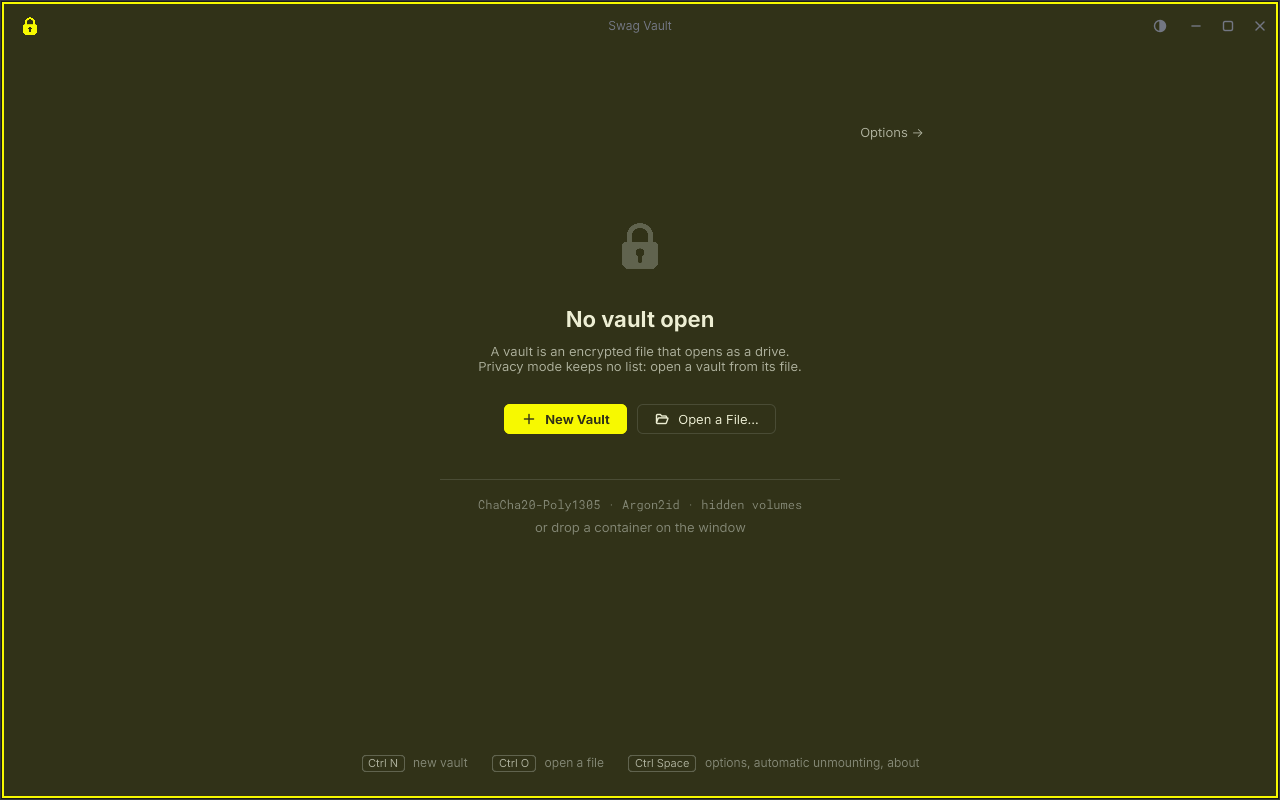 Swag Vault
Options →
No vault open
A vault is an encrypted file that opens as a drive.
Privacy mode keeps no list: open a vault from its file.
New Vault
Open a File...
ChaCha20-Poly1305 · Argon2id · hidden volumes
or drop a container on the window
Ctrl N new vault Ctrl O open a file Ctrl Space options, automatic unmounting, about